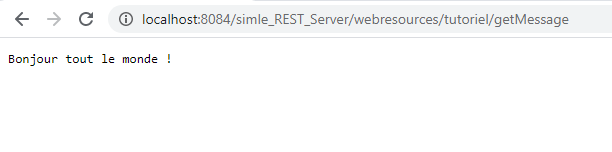 localhost:8084/simle_REST_Server/webresources/tutoriel/getMessage
Bonjour tout le monde !